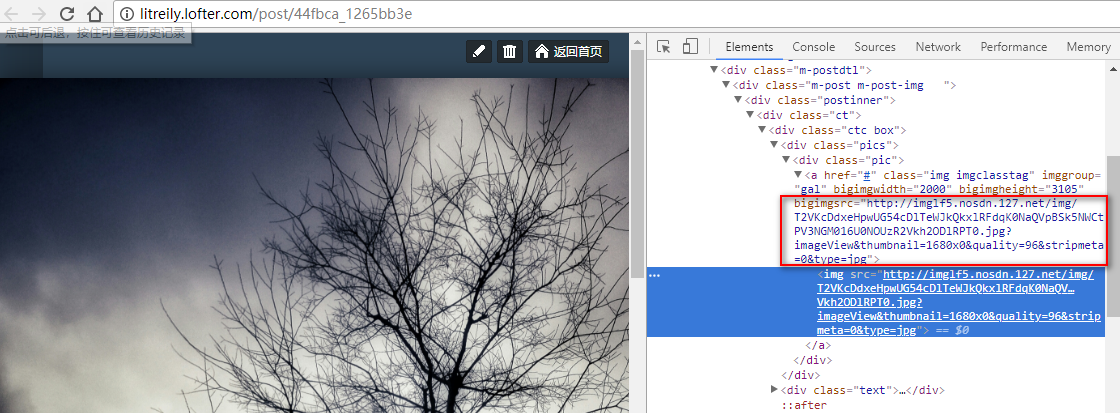 litreily.lofter.com/post/44fbca_1265bb3e
点击可后退，按住可查看历史记录
返回首页
Elements Console Sources Network Performance Memory
<div class="m-postdtl">
<div class="m-post m-post-img ">
<div class="postinner">
<div class="ct">
<div class="ctc box">
<div class="pics">
<div class="pic">
<a href="#" class="img imgclasstag" imggroup=
"gal" bigimgwidth="2000" bigimgheight="3105"
bigimgsrc="http://imglf5.nosdn.127.net/img/
T2VKcDdxeHpwUG54cDlTeWJkQkxlRFdqK0NaQVpBSk5NWCt
PV3NGM016U0NOUzR2Vkh2ODlRPT0.jpg?
imageView&thumbnail=1680x0&quality=96&stripmeta
=0&type=jpg">
<img src="http://imglf5.nosdn.127.net/img/
T2VKcDdxeHpwUG54cDlTeWJkQkxlRFdqK0NaQV…
Vkh2ODlRPT0.jpg?
imageView&thumbnail=1680x0&quality=96&strip
meta=0&type=jpg"> == $0
</a>
</div>
</div>
<div class="text">…</div>
::after